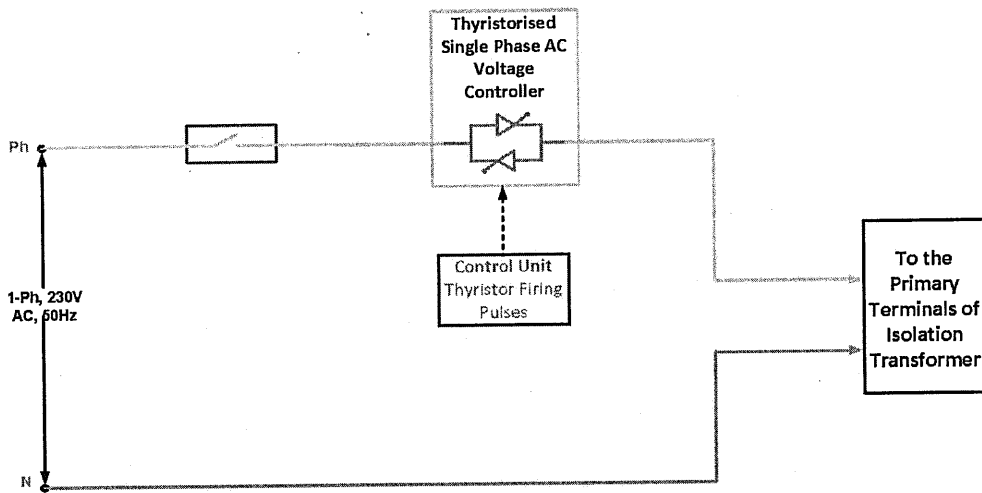 Thyristorised
Single Phase AC
Voltage
Controller
Ph
Control Unit
Thyristor Firing
Pulses
1-Ph, 230V
AC, 50Hz
To the
Primary
Terminals of
Isolation
Transformer
N